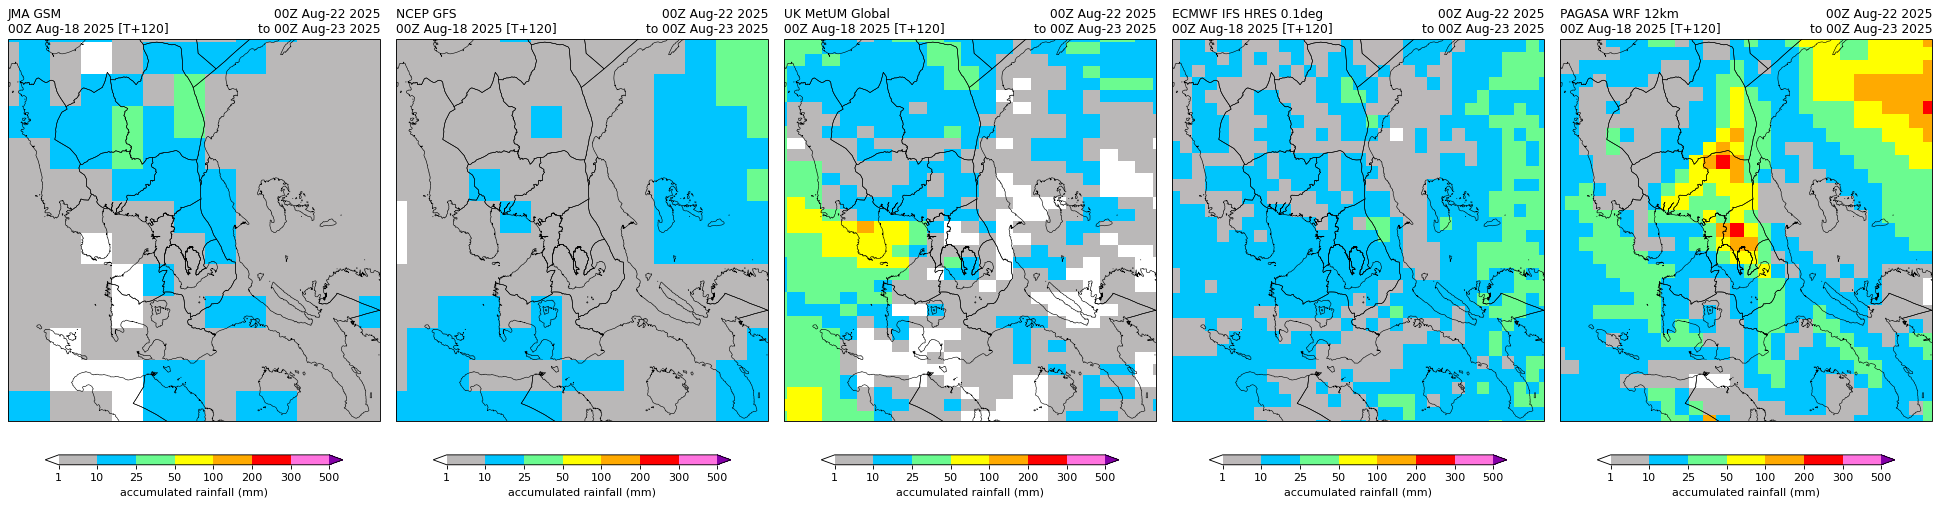 JMA GSM 00Z Aug-22 2025
00Z Aug-18 2025 [T+120] to 00Z Aug-23 2025
1 10 25 50 100 200 300 500
accumulated rainfall (mm)
NCEP GFS 00Z Aug-22 2025
00Z Aug-18 2025 [T+120] to 00Z Aug-23 2025
1 10 25 50 100 200 300 500
accumulated rainfall (mm)
UK MetUM Global 00Z Aug-22 2025
00Z Aug-18 2025 [T+120] to 00Z Aug-23 2025
1 10 25 50 100 200 300 500
accumulated rainfall (mm)
ECMWF IFS HRES 0.1deg 00Z Aug-22 2025
00Z Aug-18 2025 [T+120] to 00Z Aug-23 2025
1 10 25 50 100 200 300 500
accumulated rainfall (mm)
PAGASA WRF 12km 00Z Aug-22 2025
00Z Aug-18 2025 [T+120] to 00Z Aug-23 2025
1 10 25 50 100 200 300 500
accumulated rainfall (mm)